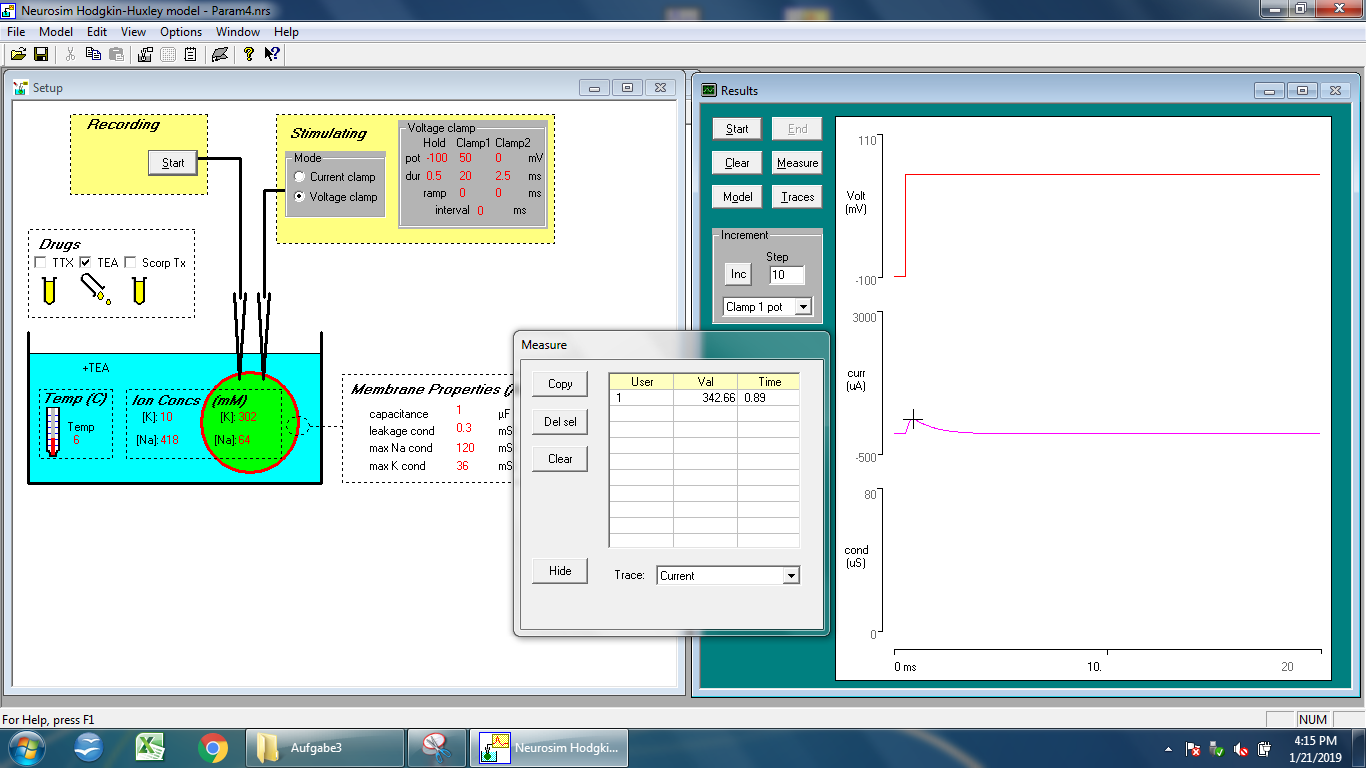 Neurosim Hodgkin-Huxley model - Param4.nrs
File Model Edit View Options Window Help
Setup
Recording
Start
Stimulating
Mode
Current clamp
Voltage clamp
Voltage clamp
Hold Clamp1 Clamp2
pot -100 50 0 mV
dur 0.5 20 2.5 ms
ramp 0 0 ms
interval 0 ms
Drugs
TTX TEA Scorp Tx
+TEA
Temp (C)
Temp
6
Ion Concs (mM)
[K]: 10 [K]: 302
[Na]: 418 [Na]: 64
Membrane Properties (/
capacitance 1 µF
leakage cond 0.3 mS
max Na cond 120 mS
max K cond 36 mS
Results
Start End
Clear Measure
Model Traces
Increment
Step
Inc 10
Clamp 1 pot
110
Volt
(mV)
-100
3000
curr
(uA)
-500
80
cond
(uS)
0
0 ms 10. 20
Measure
Copy
Del sel
Clear
Hide
User Val Time
1 342.66 0.89
Trace: Current
For Help, press F1
NUM
Aufgabe3
Neurosim Hodgki...
4:15 PM
1/21/2019